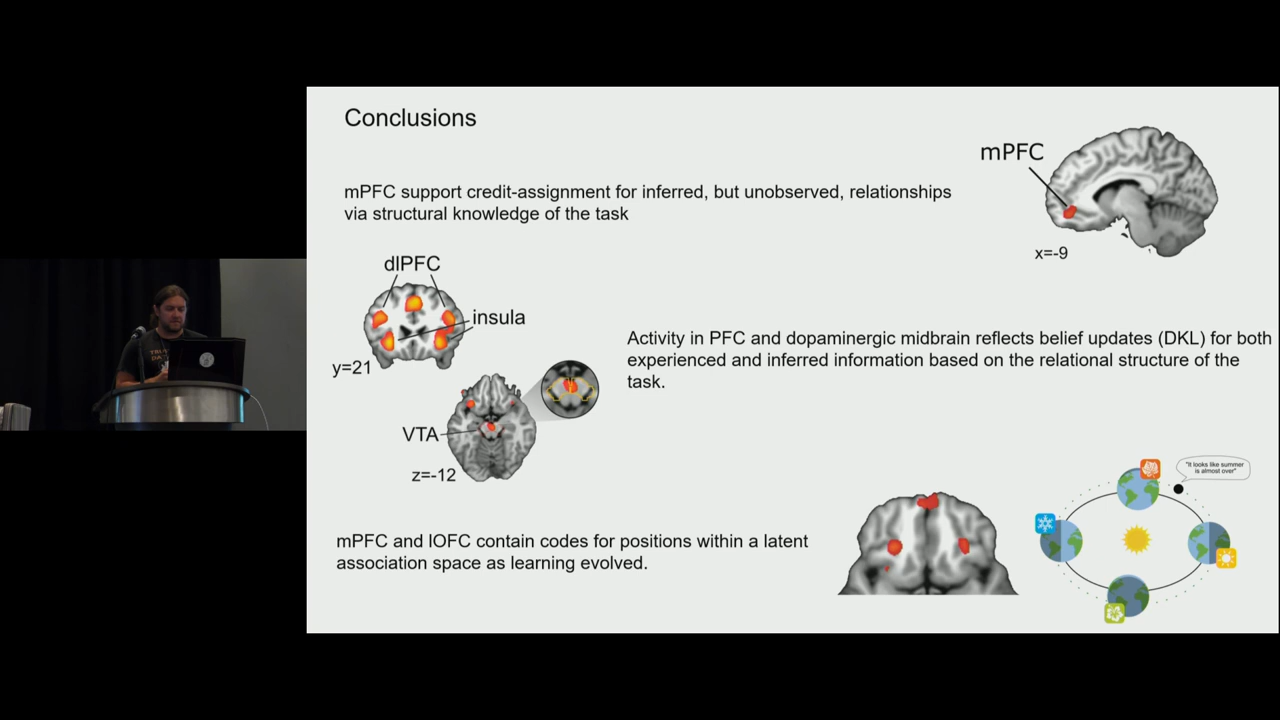 Conclusions
mPFC
mPFC support credit-assignment for inferred, but unobserved, relationships
via structural knowledge of the task
x=-9
dlPFC
insula
y=21
Activity in PFC and dopaminergic midbrain reflects belief updates (DKL) for both
experienced and inferred information based on the relational structure of the
task.
VTA
z=-12
"It looks like summer
is almost over"
mPFC and lOFC contain codes for positions within a latent
association space as learning evolved.